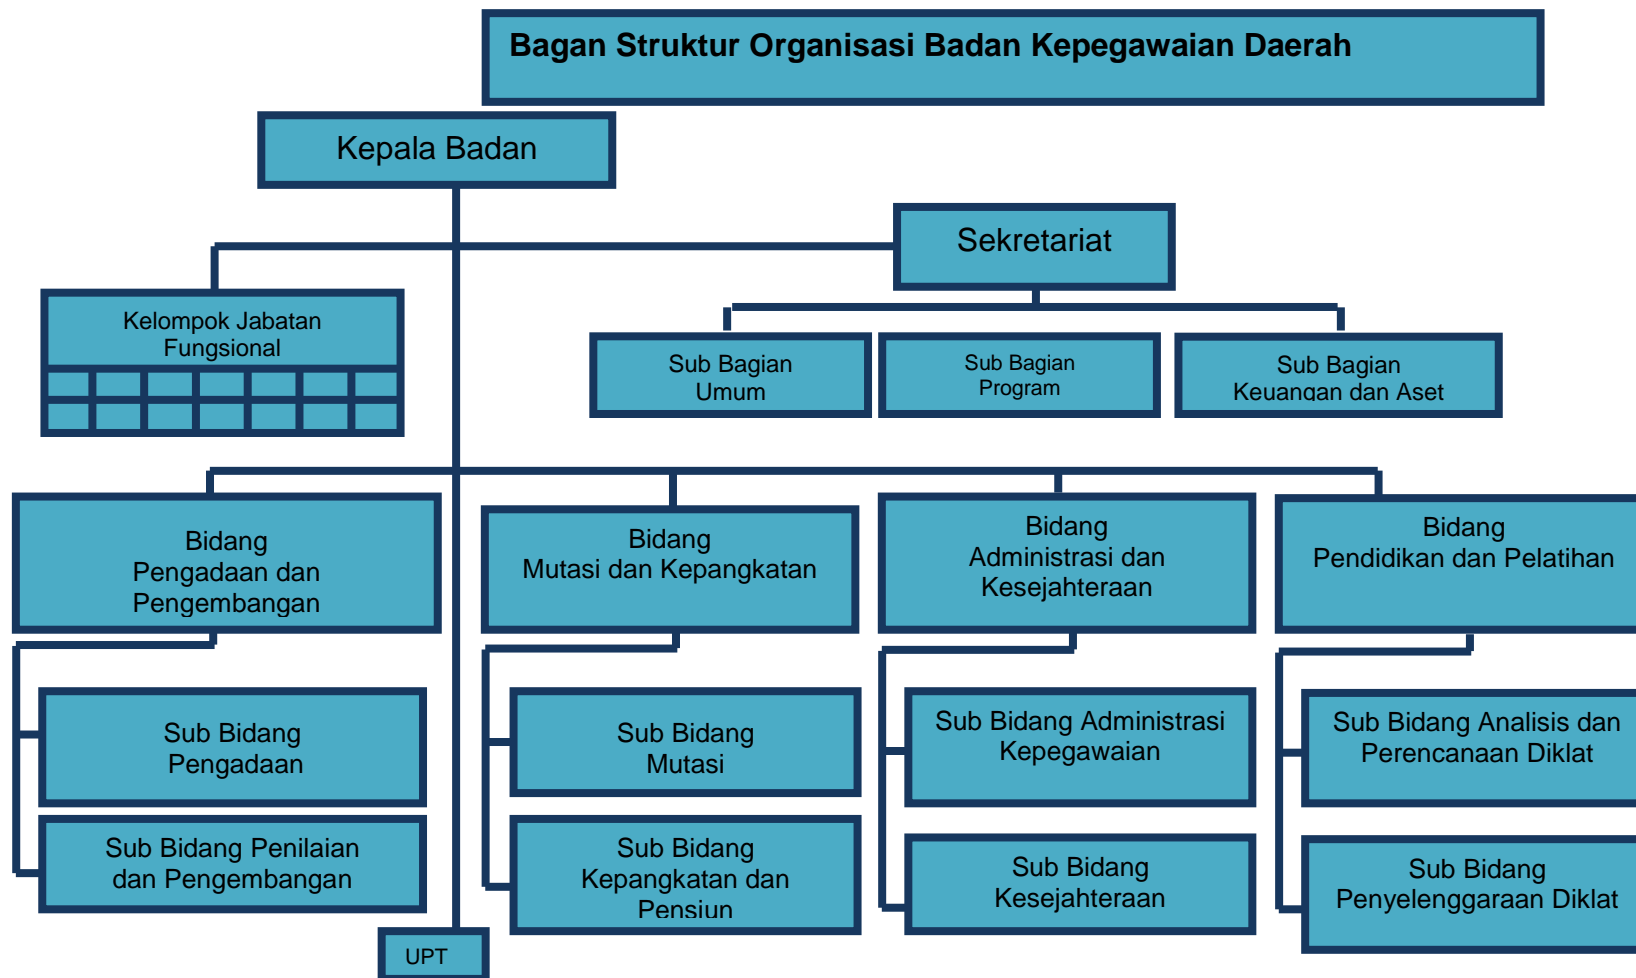 Bagan Struktur Organisasi Badan Kepegawaian Daerah
Kepala Badan
Sekretariat
Kelompok Jabatan
Fungsional
Sub Bagian
Umum
Sub Bagian
Program
Sub Bagian
Keuangan dan Aset
Bidang
Pengadaan dan
Pengembangan
Bidang
Mutasi dan Kepangkatan
Bidang
Administrasi dan
Kesejahteraan
Bidang
Pendidikan dan Pelatihan
Sub Bidang
Pengadaan
Sub Bidang
Mutasi
Sub Bidang Administrasi
Kepegawaian
Sub Bidang Analisis dan
Perencanaan Diklat
Sub Bidang Penilaian
dan Pengembangan
Sub Bidang
Kepangkatan dan
Pensiun
Sub Bidang
Kesejahteraan
Sub Bidang
Penyelenggaraan Diklat
UPT